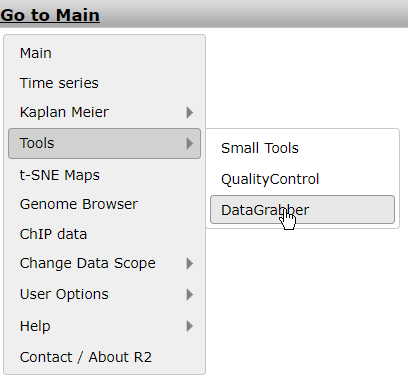 Go to Main
Main
Time series
Kaplan Meier
Tools
t-SNE Maps
Genome Browser
ChIP data
Change Data Scope
User Options
Help
Contact / About R2
Small Tools
QualityControl
DataGrabber